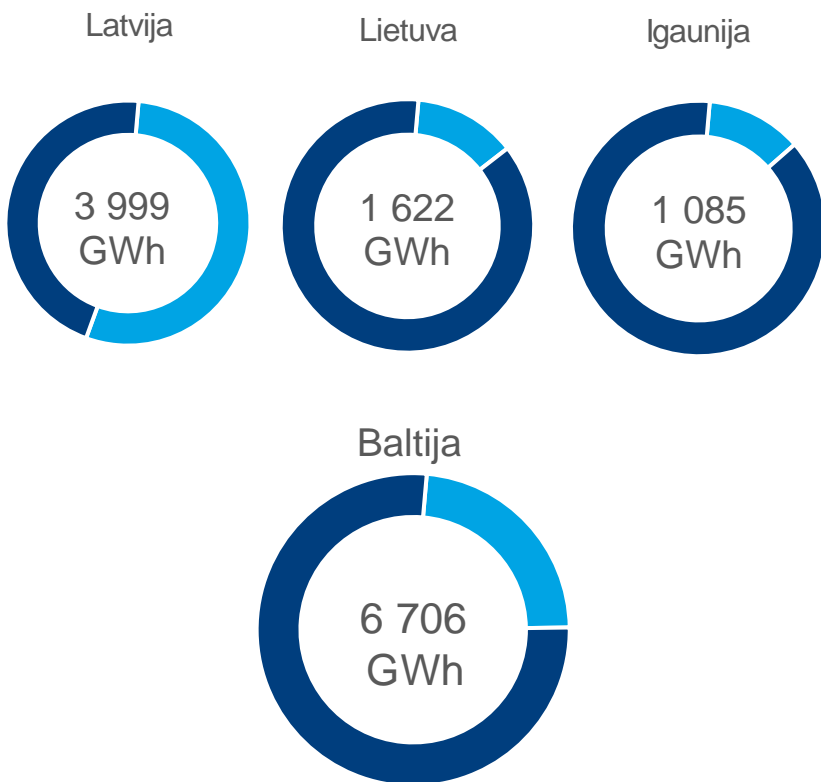 Latvija
Lietuva
Igaunija
3 999
GWh
1 622
GWh
1 085
GWh
Baltija
6 706
GWh